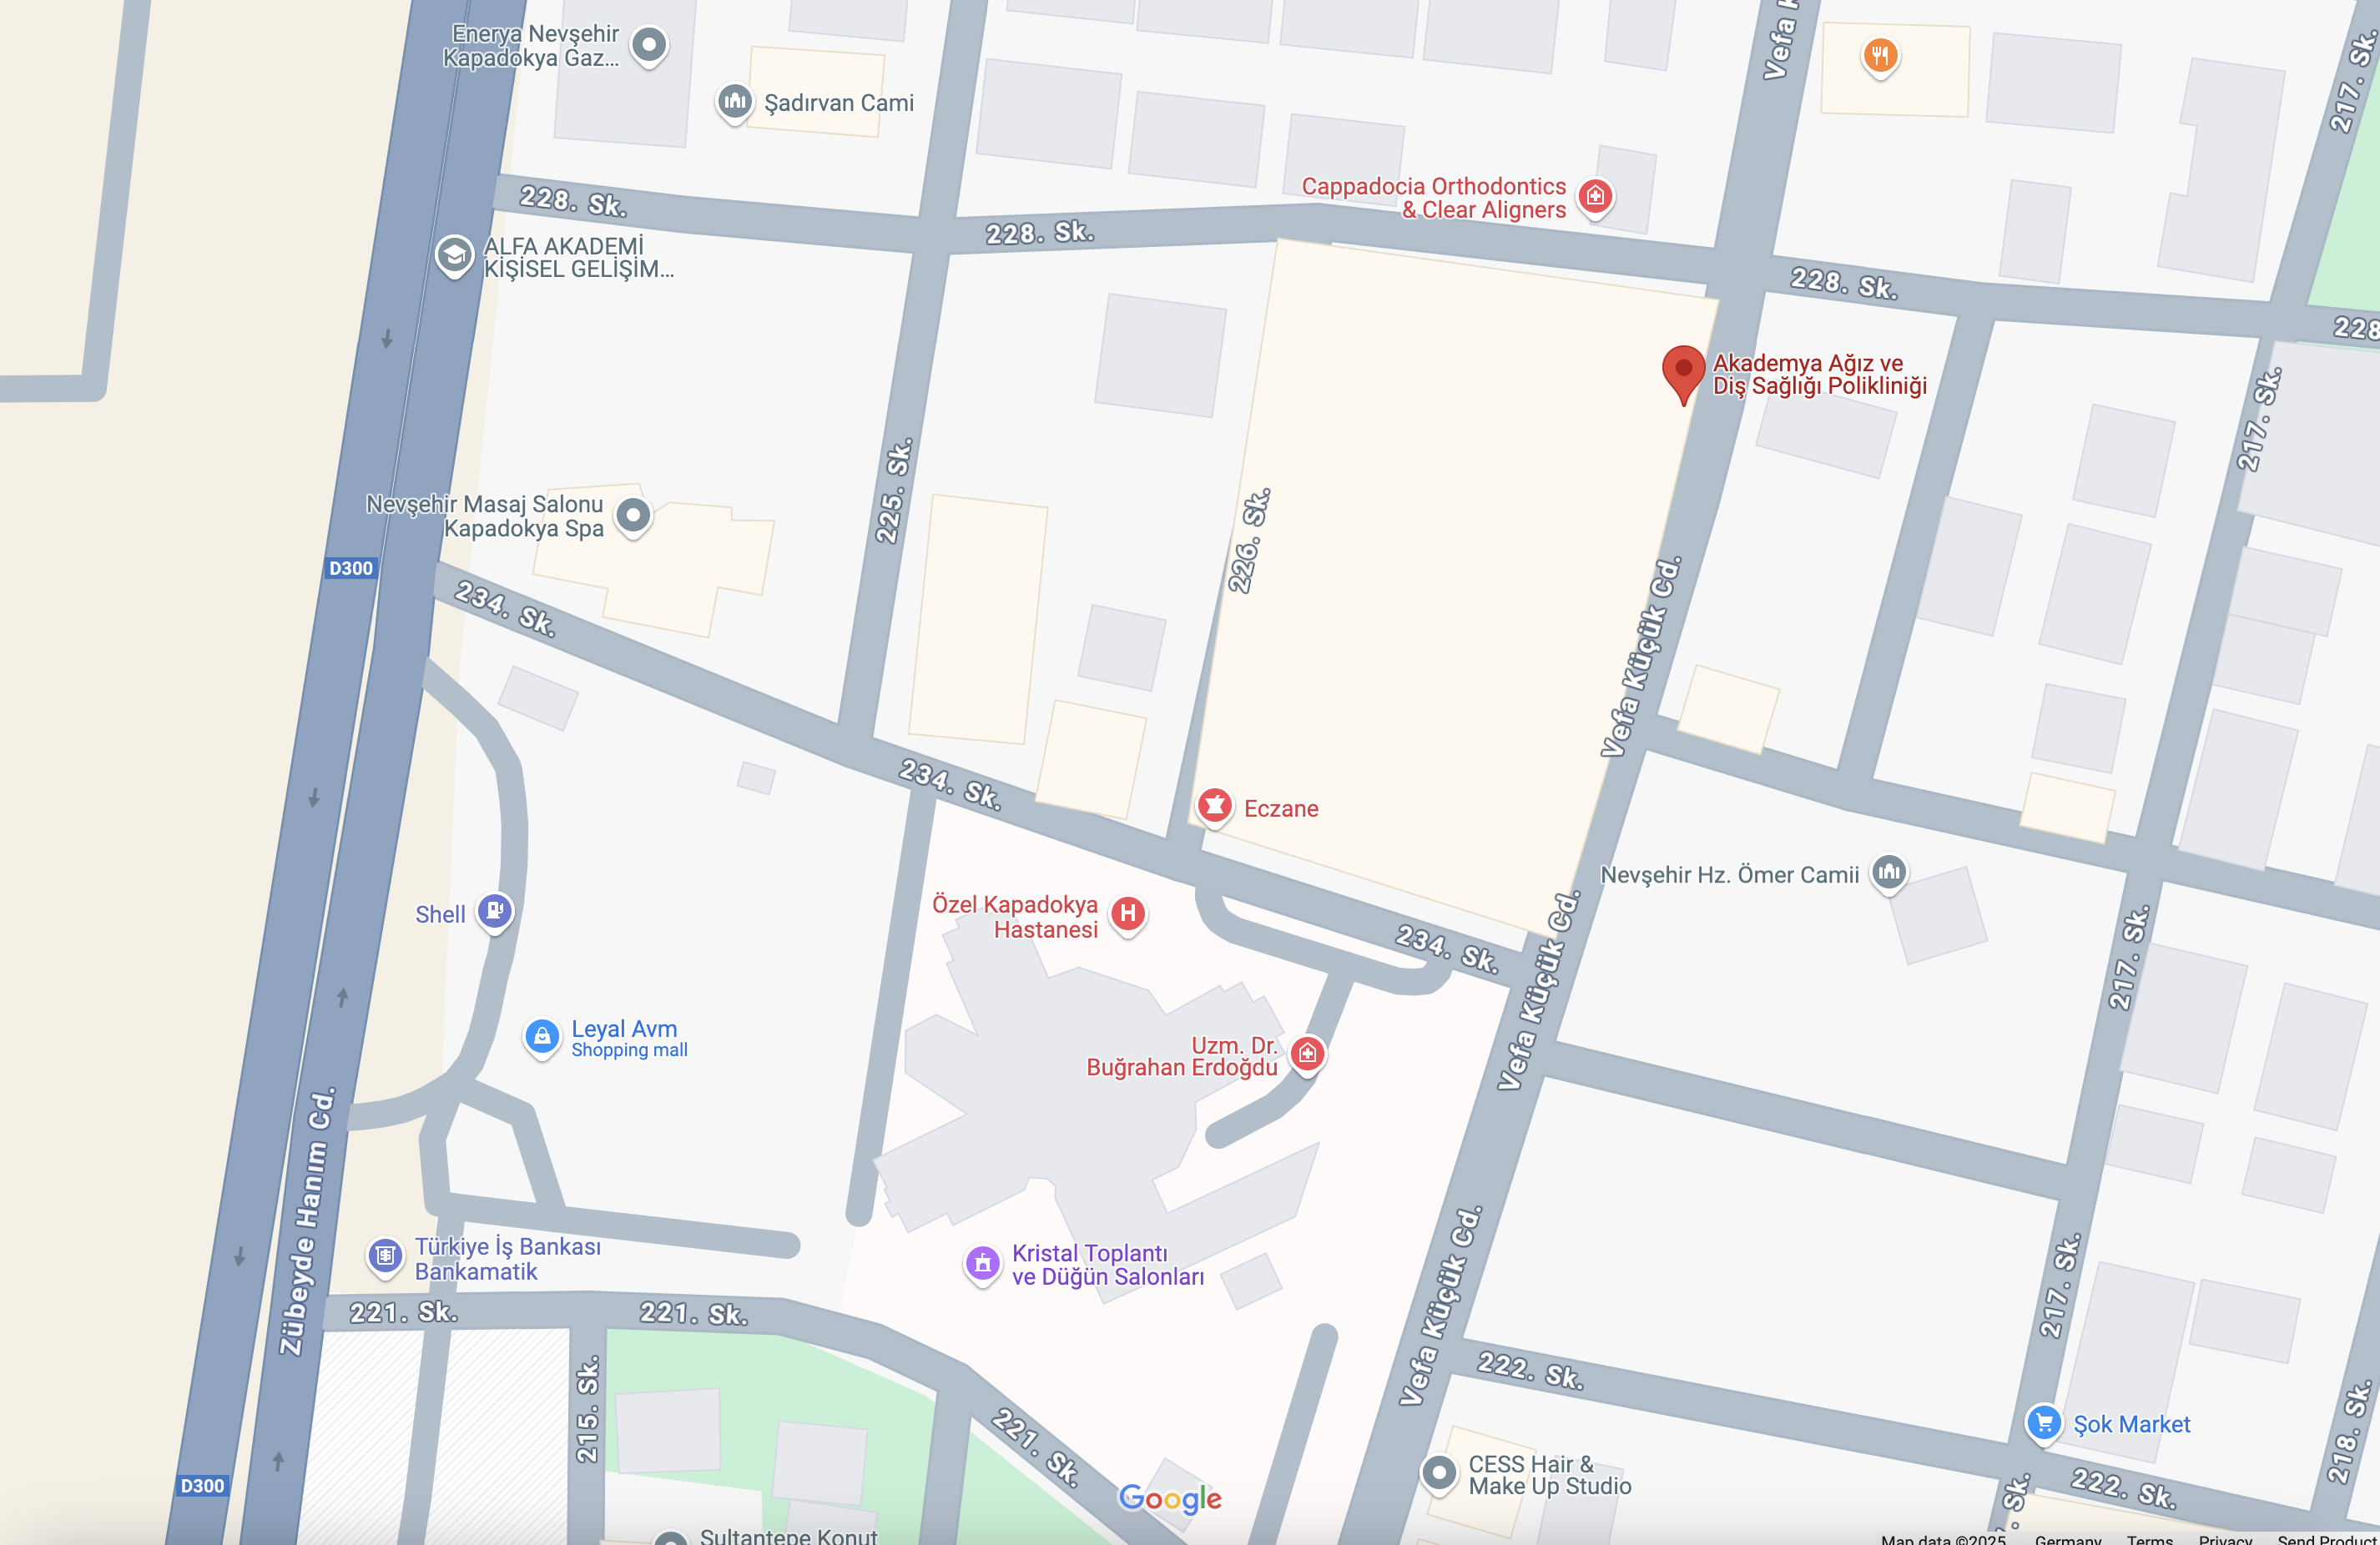 Enerya Nevşehir
Kapadokya Gaz...
Şadırvan Cami
217. Sk.
228. Sk.
ALFA AKADEMİ
KİŞİSEL GELİŞİM...
228. Sk.
Cappadocia Orthodontics
& Clear Aligners
228. Sk.
228
Akademya Ağız ve
Diş Sağlığı Polikliniği
217. Sk.
225. Sk.
226. Sk.
Nevşehir Masaj Salonu
Kapadokya Spa
D300
234. Sk.
Vefa Küçük Cd.
234. Sk.
Eczane
Nevşehir Hz. Ömer Camii
Shell
Özel Kapadokya
Hastanesi
H
234. Sk.
Vefa Küçük Cd.
217. Sk.
Leyal Avm
Shopping mall
Uzm. Dr.
Buğrahan Erdoğdu
Zübeyde Hanım Cd.
Türkiye İş Bankası
Bankamatik
Kristal Toplantı
ve Düğün Salonları
Vefa Küçük Cd.
217. Sk.
221. Sk.
221. Sk.
222. Sk.
215. Sk.
221. Sk.
Şok Market
218. Sk.
D300
CESS Hair &
Make Up Studio
222. Sk.
Sk.
Google
Sultantepe Konut
Map data ©2025 Germany Terms Privacy Send Product